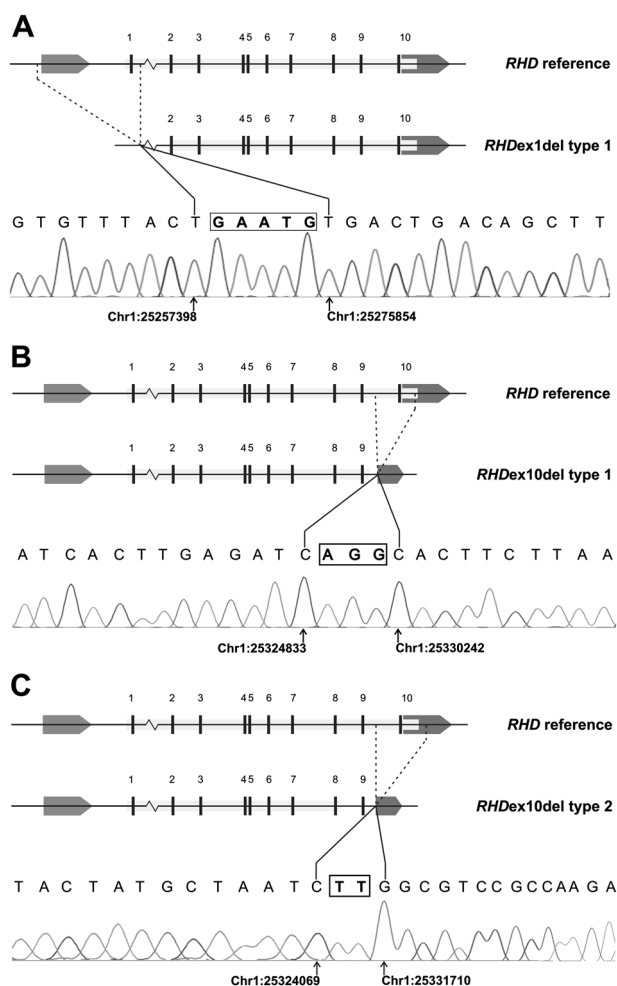 A
1 2 3 4 5 6 7 8 9 10
RHD reference
2 3 4 5 6 7 8 9 10
RHDex1del type 1
G T G T T T A C T G A A T G T G A C T G A C A G C T T
Chr1:25257398 Chr1:25275854
B
1 2 3 4 5 6 7 8 9 10
RHD reference
1 2 3 4 5 6 7 8 9
RHDex10del type 1
A T C A C T T G A G A T C A G G C A C T T C T T A A
Chr1:25324833 Chr1:25330242
C
1 2 3 4 5 6 7 8 9 10
RHD reference
1 2 3 4 5 6 7 8 9
RHDex10del type 2
T A C T A T G C T A A T C T T G G C G T C C G C C A A G A
Chr1:25324069 Chr1:25331710